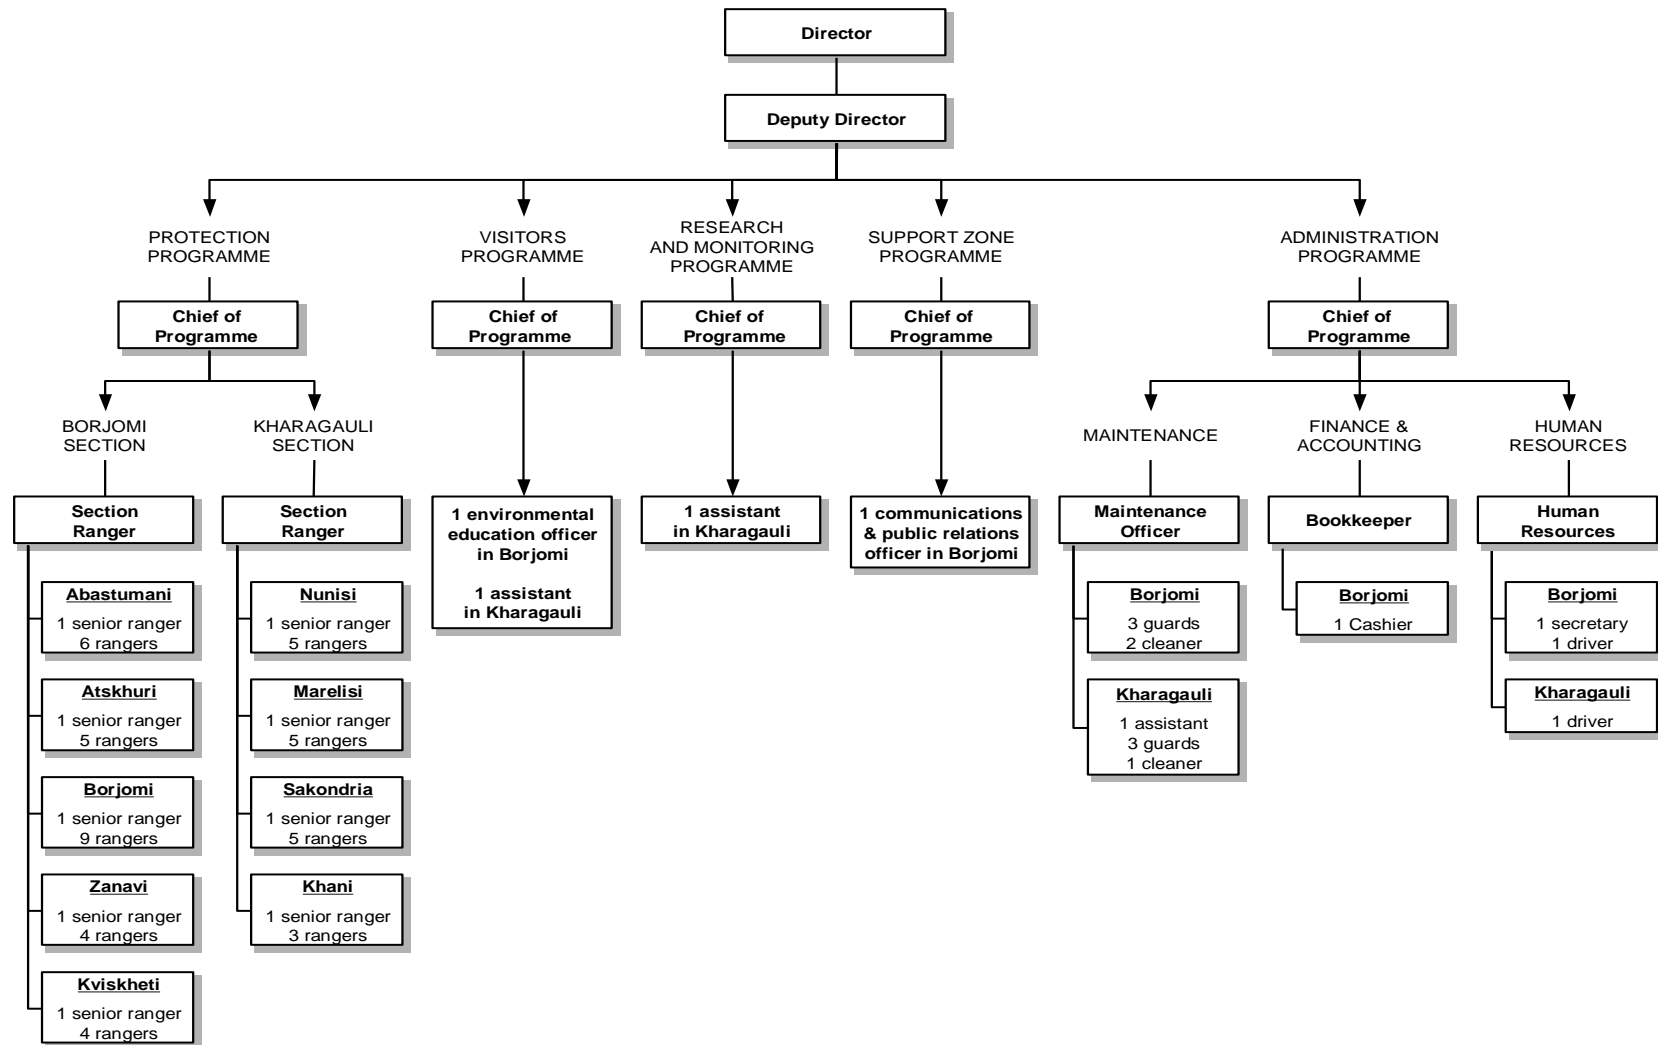 Director
Deputy Director
PROTECTION
PROGRAMME
VISITORS
PROGRAMME
RESEARCH
AND MONITORING
PROGRAMME
SUPPORT ZONE
PROGRAMME
ADMINISTRATION
PROGRAMME
Chief of
Programme
Chief of
Programme
Chief of
Programme
Chief of
Programme
Chief of
Programme
BORJOMI
SECTION
KHARAGAULI
SECTION
MAINTENANCE
FINANCE &
ACCOUNTING
HUMAN
RESOURCES
Section
Ranger
Section
Ranger
1 environmental
education officer
in Borjomi
1 assistant
in Kharagauli
1 assistant
in Kharagauli
1 communications
& public relations
officer in Borjomi
Maintenance
Officer
Bookkeeper
Human
Resources
Abastumani
1 senior ranger
6 rangers
Atskhuri
1 senior ranger
5 rangers
Borjomi
1 senior ranger
9 rangers
Zanavi
1 senior ranger
4 rangers
Kviskheti
1 senior ranger
4 rangers
Nunisi
1 senior ranger
5 rangers
Marelisi
1 senior ranger
5 rangers
Sakondria
1 senior ranger
5 rangers
Khani
1 senior ranger
3 rangers
Borjomi
3 guards
2 cleaner
Kharagauli
1 assistant
3 guards
1 cleaner
Borjomi
1 Cashier
Borjomi
1 secretary
1 driver
Kharagauli
1 driver